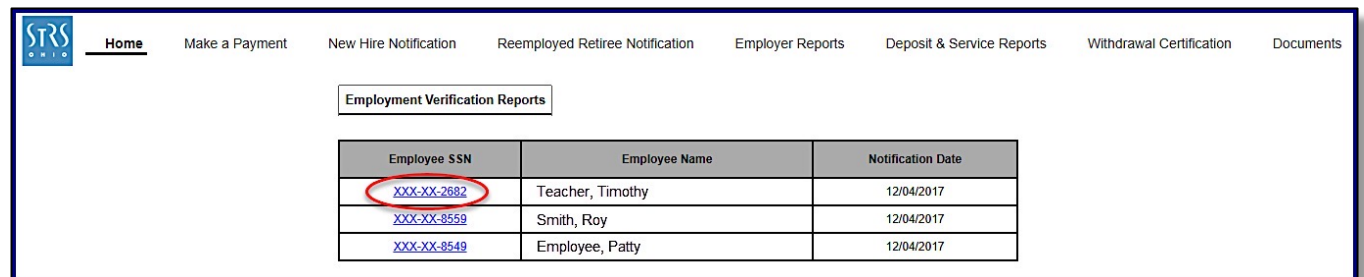 STRS
OHIO
Home Make a Payment New Hire Notification Reemployed Retiree Notification Employer Reports Deposit & Service Reports Withdrawal Certification Documents
Employment Verification Reports
Employee SSN Employee Name Notification Date
XXX-XX-2682 Teacher, Timothy 12/04/2017
XXX-XX-8559 Smith, Roy 12/04/2017
XXX-XX-8549 Employee, Patty 12/04/2017